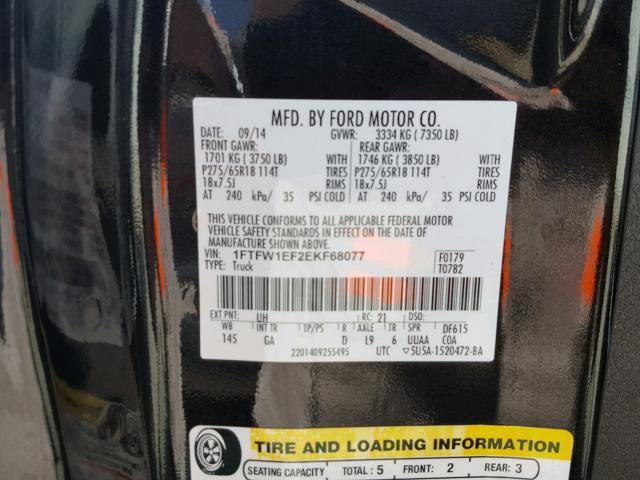 MFD. BY FORD MOTOR CO.
DATE: 09/14 GVWR: 3334 KG ( 7350 LB)
FRONT GAWR: REAR GAWR:
1701 KG ( 3750 LB) WITH 1746 KG ( 3850 LB) WITH
P275/65R18 114T TIRES P275/65R18 114T TIRES
18x7.5J RIMS 18x7.5J RIMS
AT 240 kPa/ 35 PSI COLD AT 240 kPa/ 35 PSI COLD
THIS VEHICLE CONFORMS TO ALL APPLICABLE FEDERAL MOTOR
VEHICLE SAFETY STANDARDS IN EFFECT ON THE DATE OF
MANUFACTURE SHOWN ABOVE.
VIN: 1FTFW1EF2EKF68077 F0179
TYPE: Truck T0782
EXT PNT: UH RC: 21 DSO:
WB INT TR TP/PS R AXLE TR SPR DF615
145 GA D L9 6 UUAA COA
2201409255495 UTC ▽5U5A-1520472-BA
TIRE AND LOADING INFORMATION
SEATING CAPACITY TOTAL : 5 FRONT: 2 REAR: 3